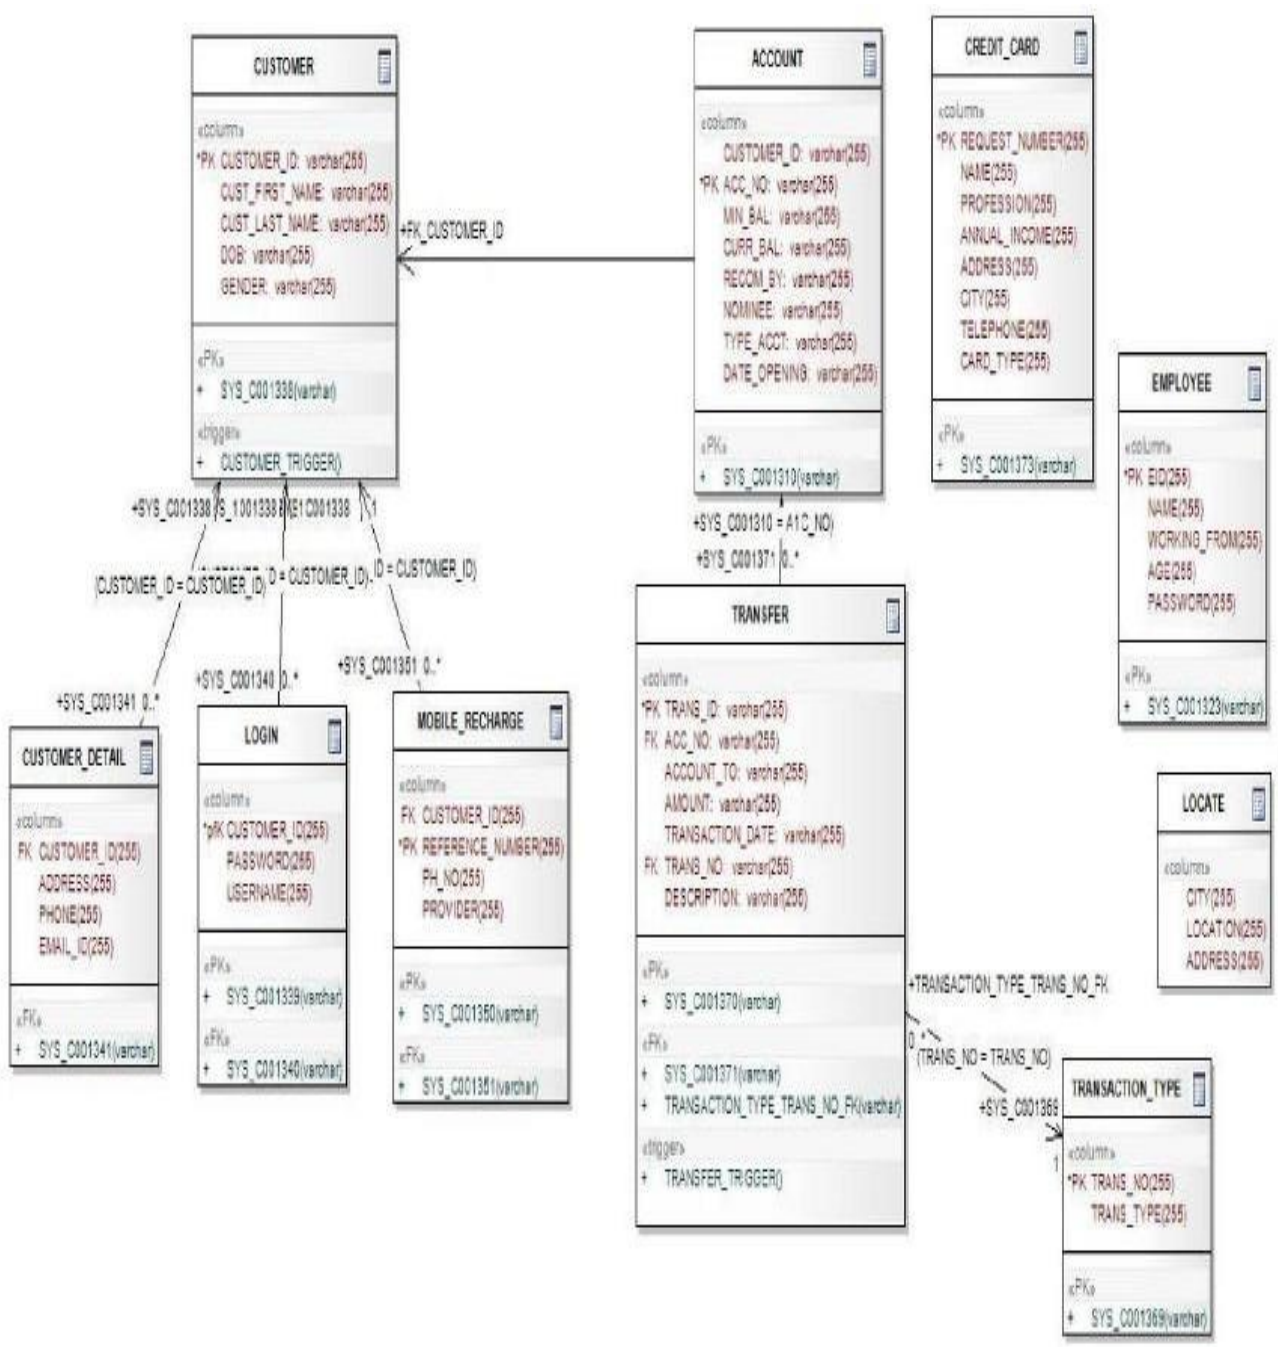 CUSTOMER
«column»
*PK CUSTOMER_ID: varchar(255)
CUST_FIRST_NAME: varchar(255)
CUST_LAST_NAME: varchar(255)
DOB: varchar(255)
GENDER: varchar(255)
«PK»
+ SYS_C001338(varchar)
«trigger»
+ CUSTOMER_TRIGGER()
+FK_CUSTOMER_ID
ACCOUNT
«column»
CUSTOMER_ID: varchar(255)
*PK ACC_NO: varchar(255)
MIN_BAL: varchar(255)
CURR_BAL: varchar(255)
RECOM_BY: varchar(255)
NOMINEE: varchar(255)
TYPE_ACCT: varchar(255)
DATE_OPENING: varchar(255)
«PK»
+ SYS_C001310(varchar)
CREDIT_CARD
«column»
*PK REQUEST_NUMBER(255)
NAME(255)
PROFESSION(255)
ANNUAL_INCOME(255)
ADDRESS(255)
CITY(255)
TELEPHONE(255)
CARD_TYPE(255)
«PK»
+ SYS_C001373(varchar)
EMPLOYEE
«column»
*PK EID(255)
NAME(255)
WORKING_FROM(255)
AGE(255)
PASSWORD(255)
«PK»
+ SYS_C001323(varchar)
+SYS_C001338 1
(CUSTOMER_ID = CUSTOMER_ID) ID = CUSTOMER_ID) ID = CUSTOMER_ID)
+SYS_C001341 0..*
+SYS_C001340 0..*
+SYS_C001351 0..*
+SYS_C001310
+SYS_C001371 0..*
CUSTOMER_DETAIL
«column»
FK CUSTOMER_ID(255)
ADDRESS(255)
PHONE(255)
EMAIL_ID(255)
«FK»
+ SYS_C001341(varchar)
LOGIN
«column»
*pfK CUSTOMER_ID(255)
PASSWORD(255)
USERNAME(255)
«PK»
+ SYS_C001339(varchar)
«FK»
+ SYS_C001340(varchar)
MOBILE_RECHARGE
«column»
FK CUSTOMER_ID(255)
*PK REFERENCE_NUMBER(255)
PH_NO(255)
PROVIDER(255)
«PK»
+ SYS_C001350(varchar)
«FK»
+ SYS_C001351(varchar)
TRANSFER
«column»
*PK TRANS_ID: varchar(255)
FK ACC_NO: varchar(255)
ACCOUNT_TO: varchar(255)
AMOUNT: varchar(255)
TRANSACTION_DATE: varchar(255)
FK TRANS_NO varchar(255)
DESCRIPTION: varchar(255)
«PK»
+ SYS_C001370(varchar)
«FK»
+ SYS_C001371(varchar)
+ TRANSACTION_TYPE_TRANS_NO_FK(varchar)
«trigger»
+ TRANSFER_TRIGGER()
LOCATE
«column»
CITY(255)
LOCATION(255)
ADDRESS(255)
+TRANSACTION_TYPE_TRANS_NO_FK
0..*
(TRANS_NO = TRANS_NO)
+SYS_C001369
1
TRANSACTION_TYPE
«column»
*PK TRANS_NO(255)
TRANS_TYPE(255)
«PK»
+ SYS_C001369(varchar)